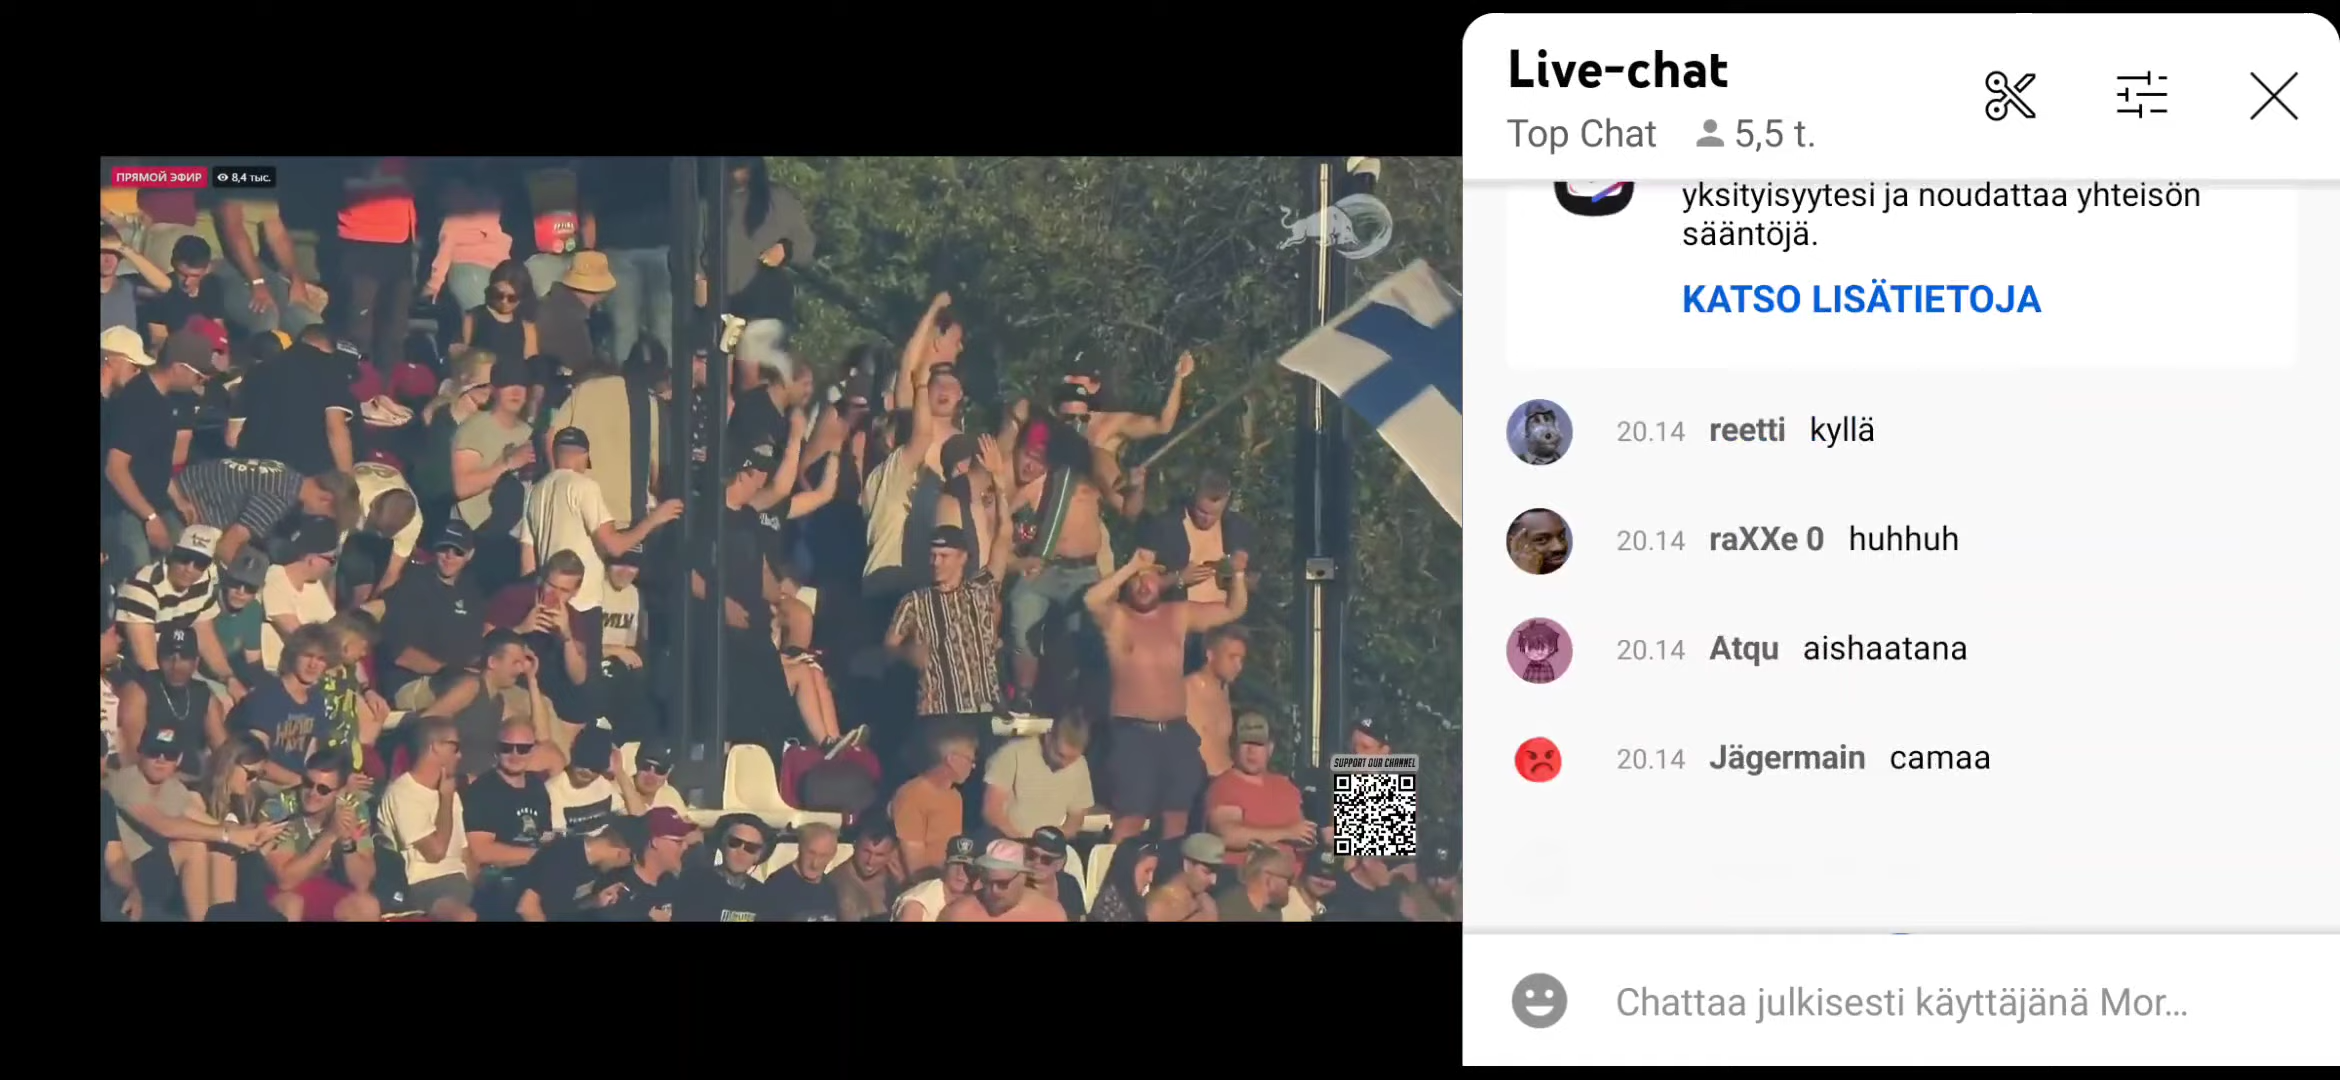 ПРЯМОЙ ЭФИР 8,4 тыс.
SUPPORT OUR CHANNEL
Live-chat
Top Chat 5,5 t.
yksityisyytesi ja noudattaa yhteisön
sääntöjä.
KATSO LISÄTIETOJA
20.14 reetti kyllä
20.14 raXXe 0 huhhuh
20.14 Atqu aishaatana
20.14 Jägermain camaa
Chattaa julkisesti käyttäjänä Mor...